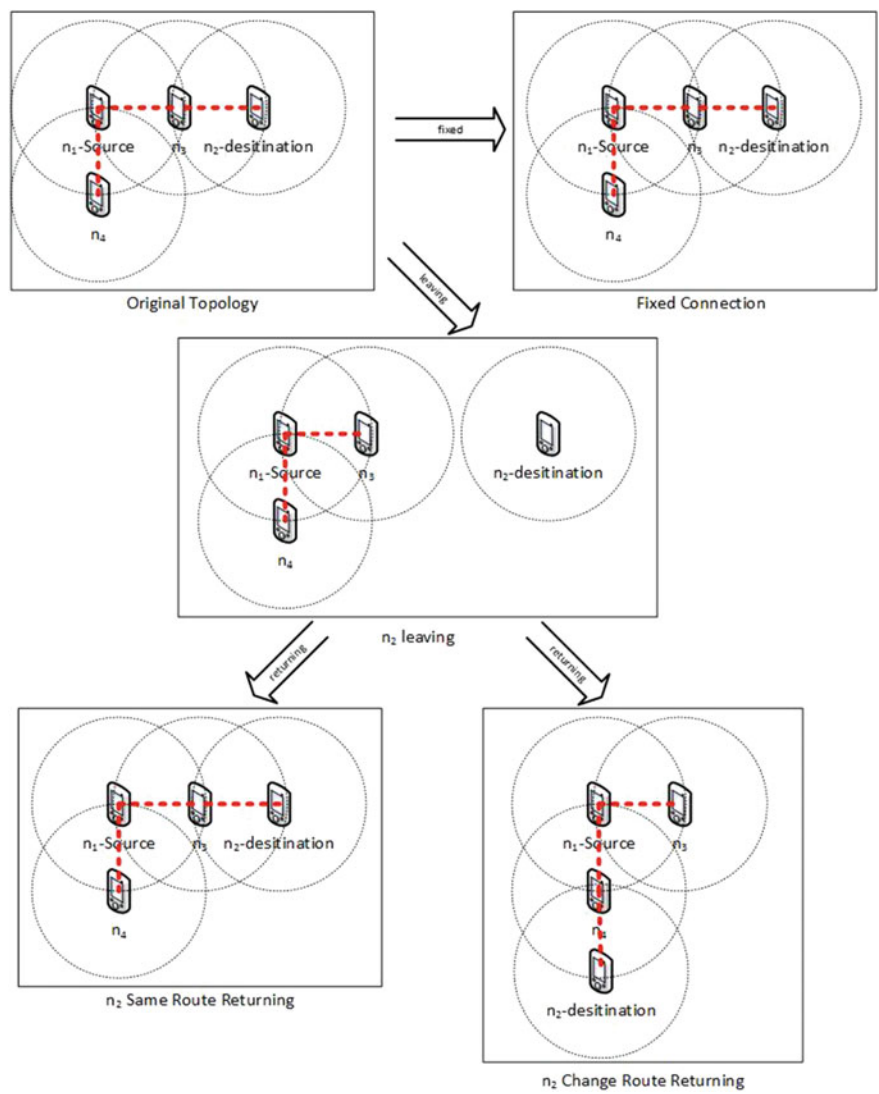 n₁-Source n₃ n₂-desitination
n₄
Original Topology
fixed
n₁-Source n₃ n₂-desitination
n₄
Fixed Connection
leaving
n₁-Source n₃ n₂-desitination
n₄
n₂ leaving
returning
returning
n₁-Source n₃ n₂-desitination
n₄
n₂ Same Route Returning
n₁-Source n₃
n₄
n₂-desitination
n₂ Change Route Returning